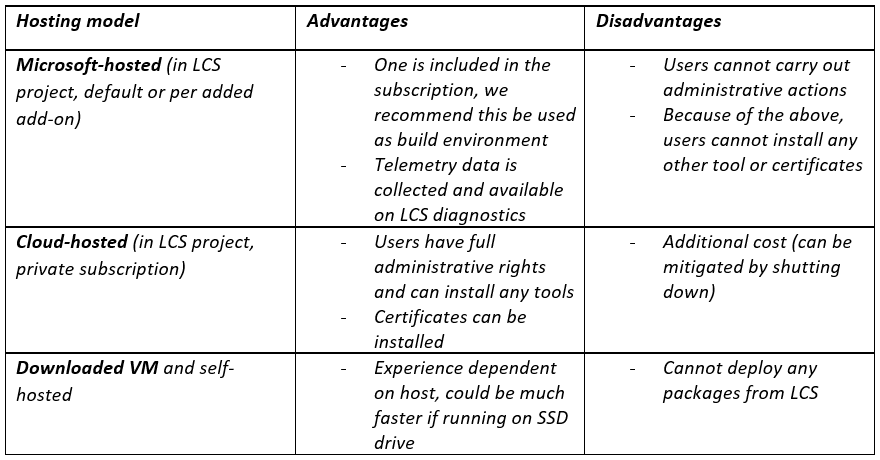 Hosting model
Advantages
Disadvantages
Microsoft-hosted (in LCS
project, default or per added
add-on)
- One is included in the
subscription, we
recommend this be used
as build environment
- Telemetry data is
collected and available
on LCS diagnostics
- Users cannot carry out
administrative actions
- Because of the above,
users cannot install any
other tool or certificates
Cloud-hosted (in LCS project,
private subscription)
- Users have full
administrative rights
and can install any tools
- Certificates can be
installed
- Additional cost (can be
mitigated by shutting
down)
Downloaded VM and self-
hosted
- Experience dependent
on host, could be much
faster if running on SSD
drive
- Cannot deploy any
packages from LCS